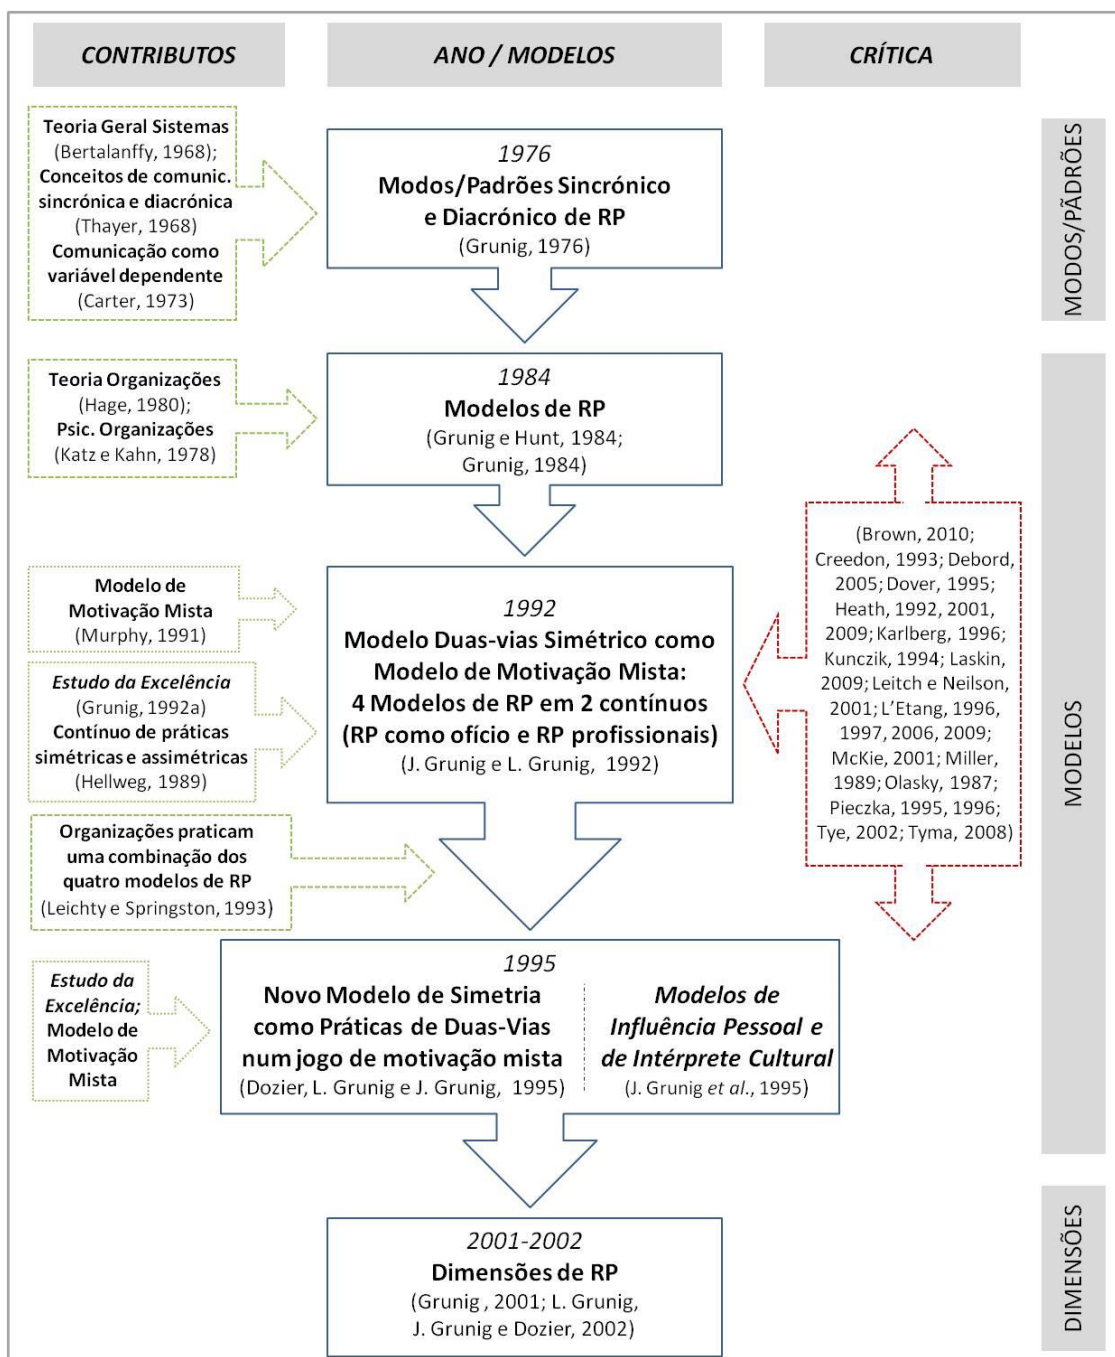 CONTRIBUTOS
ANO / MODELOS
CRÍTICA
Teoria Geral Sistemas
(Bertalanffy, 1968);
Conceitos de comunic.
sincrónica e diacrónica
(Thayer, 1968)
Comunicação como
variável dependente
(Carter, 1973)
1976
Modos/Padrões Sincrónico
e Diacrónico de RP
(Grunig, 1976)
MODOS/PÃDRÕES
Teoria Organizações
(Hage, 1980);
Psic. Organizações
(Katz e Kahn, 1978)
1984
Modelos de RP
(Grunig e Hunt, 1984;
Grunig, 1984)
Modelo de
Motivação Mista
(Murphy, 1991)
Estudo da Excelência
(Grunig, 1992a)
Contínuo de práticas
simétricas e assimétricas
(Hellweg, 1989)
1992
Modelo Duas-vias Simétrico como
Modelo de Motivação Mista:
4 Modelos de RP em 2 contínuos
(RP como ofício e RP profissionais)
(J. Grunig e L. Grunig, 1992)
(Brown, 2010;
Creedon, 1993; Debord,
2005; Dover, 1995;
Heath, 1992, 2001,
2009; Karlberg, 1996;
Kunczik, 1994; Laskin,
2009; Leitch e Neilson,
2001; L'Etang, 1996,
1997, 2006, 2009;
McKie, 2001; Miller,
1989; Olasky, 1987;
Pieczka, 1995, 1996;
Tye, 2002; Tyma, 2008)
MODELOS
Organizações praticam
uma combinação dos
quatro modelos de RP
(Leichty e Springston, 1993)
Estudo da
Excelência;
Modelo de
Motivação
Mista
1995
Novo Modelo de Simetria
como Práticas de Duas-Vias
num jogo de motivação mista
(Dozier, L. Grunig e J. Grunig, 1995)
Modelos de
Influência Pessoal e
de Intérprete Cultural
(J. Grunig et al., 1995)
2001-2002
Dimensões de RP
(Grunig , 2001; L. Grunig,
J. Grunig e Dozier, 2002)
DIMENSÕES